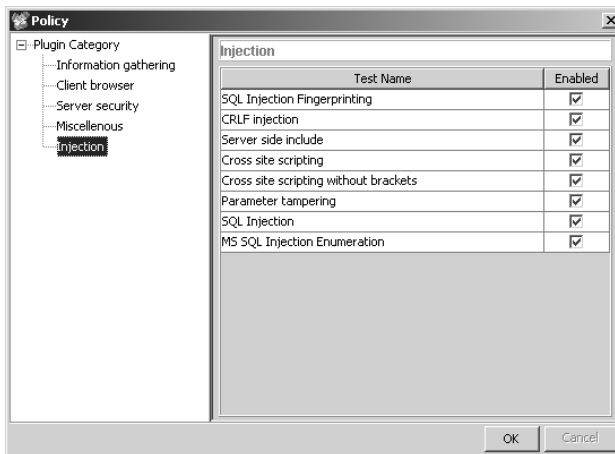 Policy
Plugin Category
Information gathering
Client browser
Server security
Miscellenous
Injection
Injection
Test Name Enabled
SQL Injection Fingerprinting
CRLF injection
Server side include
Cross site scripting
Cross site scripting without brackets
Parameter tampering
SQL Injection
MS SQL Injection Enumeration
OK Cancel